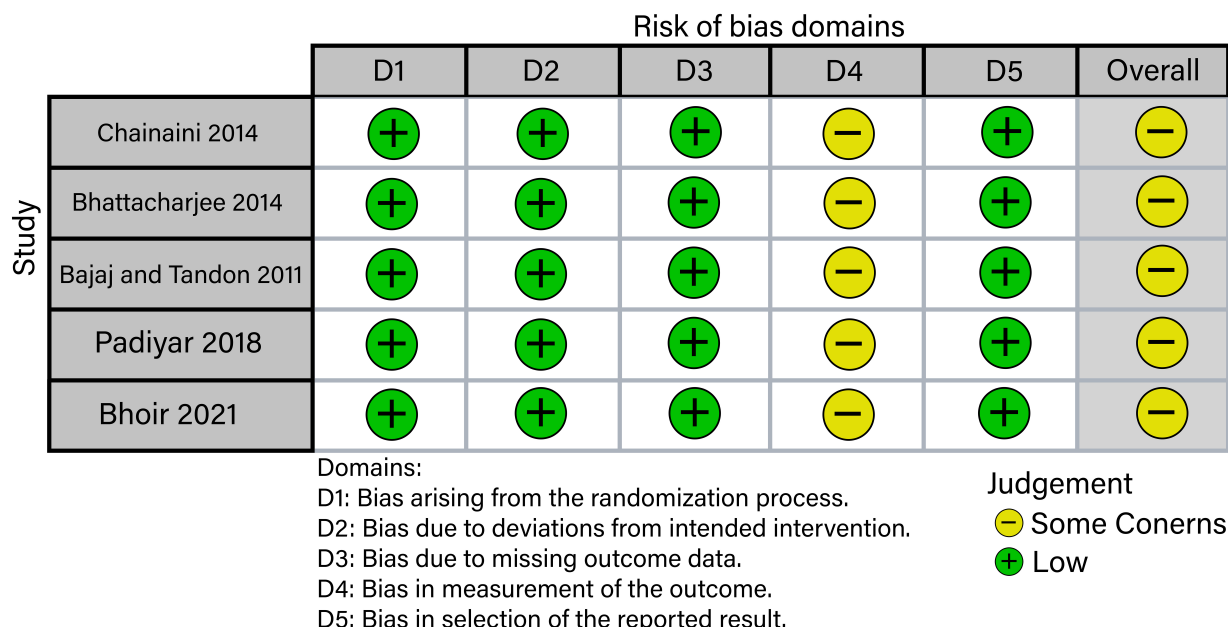 Risk of bias domains
D1 D2 D3 D4 D5 Overall
Study
Chainaini 2014 + + + − + −
Bhattacharjee 2014 + + + − + −
Bajaj and Tandon 2011 + + + − + −
Padiyar 2018 + + + − + −
Bhoir 2021 + + + − + −
Domains:
D1: Bias arising from the randomization process.
D2: Bias due to deviations from intended intervention.
D3: Bias due to missing outcome data.
D4: Bias in measurement of the outcome.
D5: Bias in selection of the reported result.
Judgement
− Some Conerns
+ Low